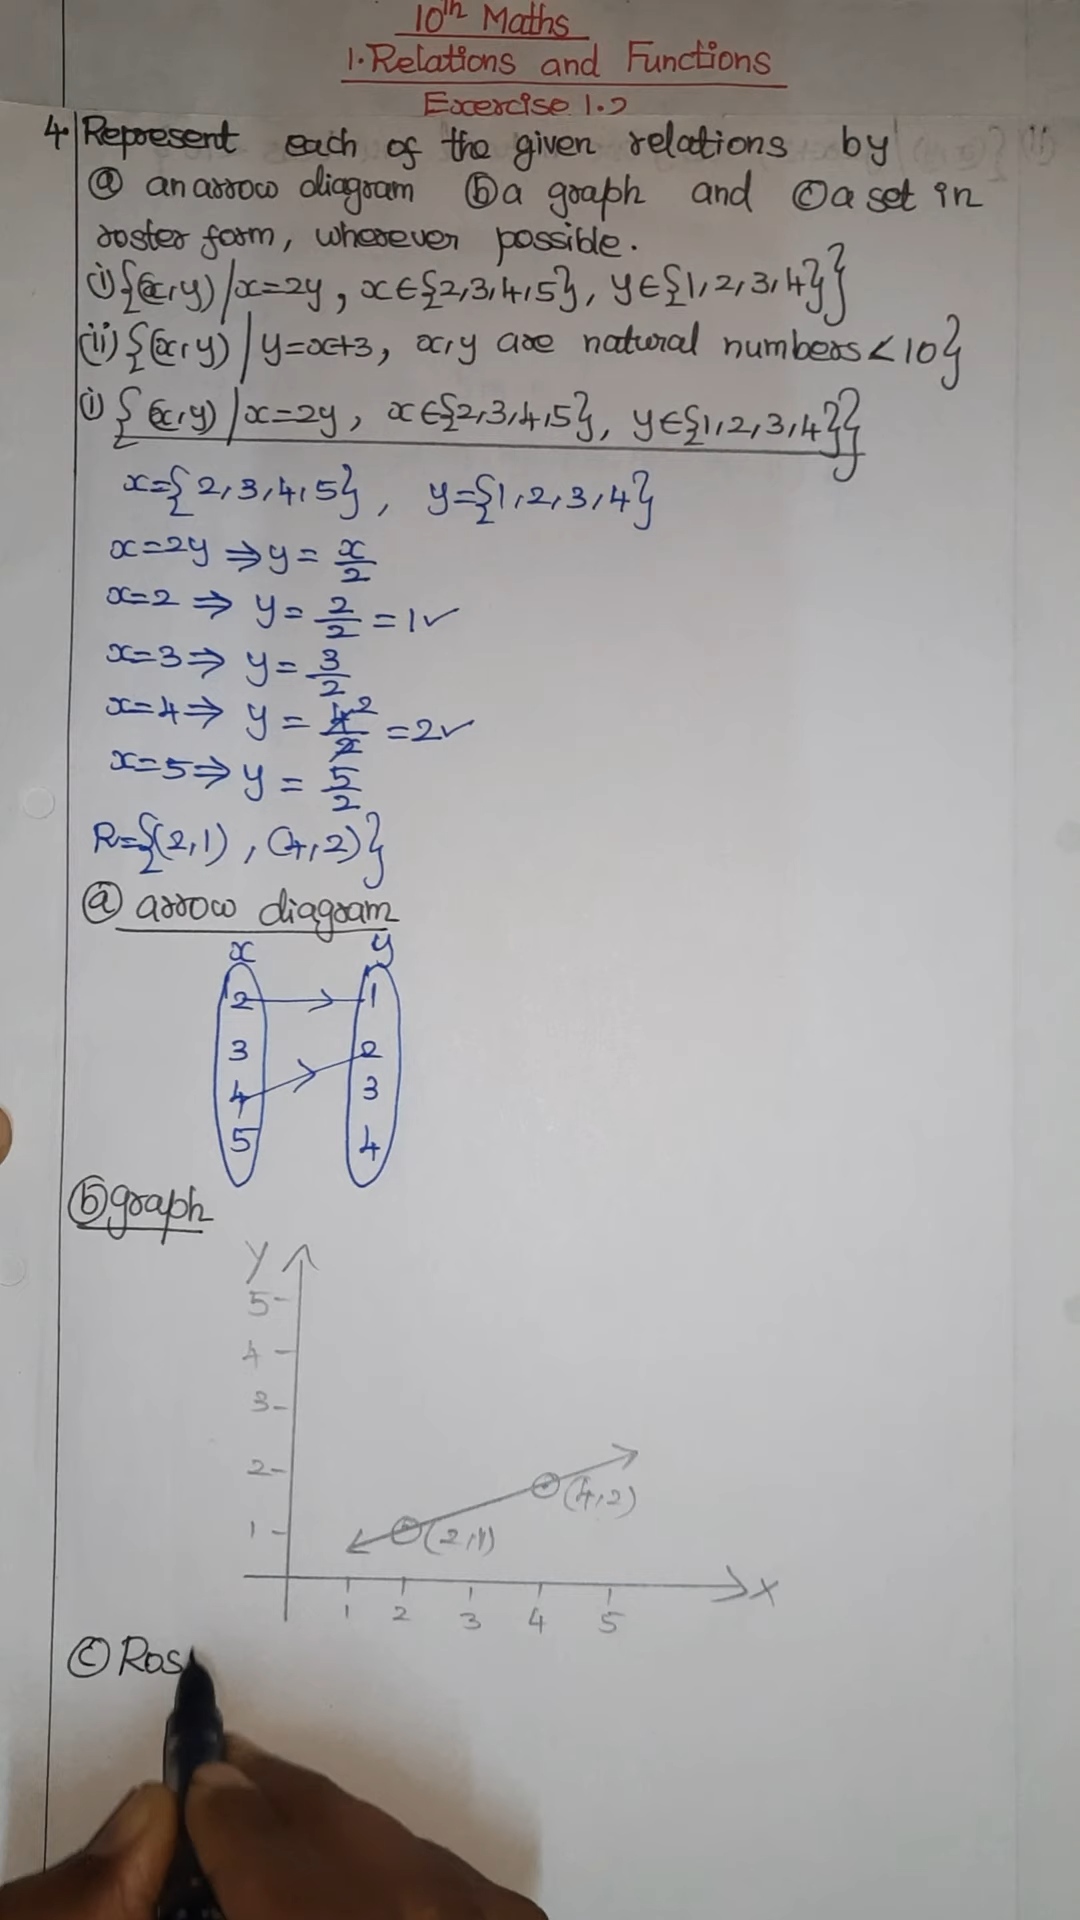 10th Maths
1. Relations and Functions
Exercise 1.2
4. Represent each of the given relations by
ⓐ an arrow diagram ⓑ a graph and ⓒ a set in
roster form, wherever possible.
(i) {(x,y) / x=2y, x∈{2,3,4,5}, y∈{1,2,3,4}}
(ii) {(x,y) / y=x+3, x,y are natural numbers < 10}
(i) {(x,y) / x=2y, x∈{2,3,4,5}, y∈{1,2,3,4}}
x={2,3,4,5}, y={1,2,3,4}
x=2y ⇒ y = x/2
x=2 ⇒ y = 2/2 = 1 ✓
x=3 ⇒ y = 3/2
x=4 ⇒ y = 4/2 2 = 2 ✓
x=5 ⇒ y = 5/2
R={(2,1), (4,2)}
ⓐ arrow diagram
x y
2 1
3 2
4 3
5 4
ⓑ graph
Y
5
4
3
2 (4,2)
1 (2,1)
X
1 2 3 4 5
ⓒ Ros